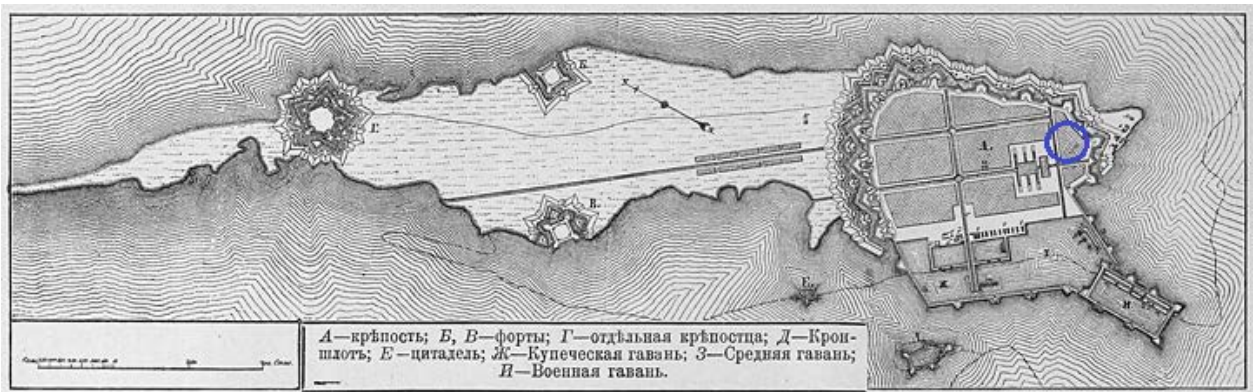 Б.
Г.
А.
В.
Е.
Ж
И
А—крѣпость; Б, В—форты; Г—отдѣльная крѣпостца; Д—Крон-
шлотъ; Е—цитадель; Ж—Купеческая гавань; З—Средняя гавань;
И—Военная гавань.